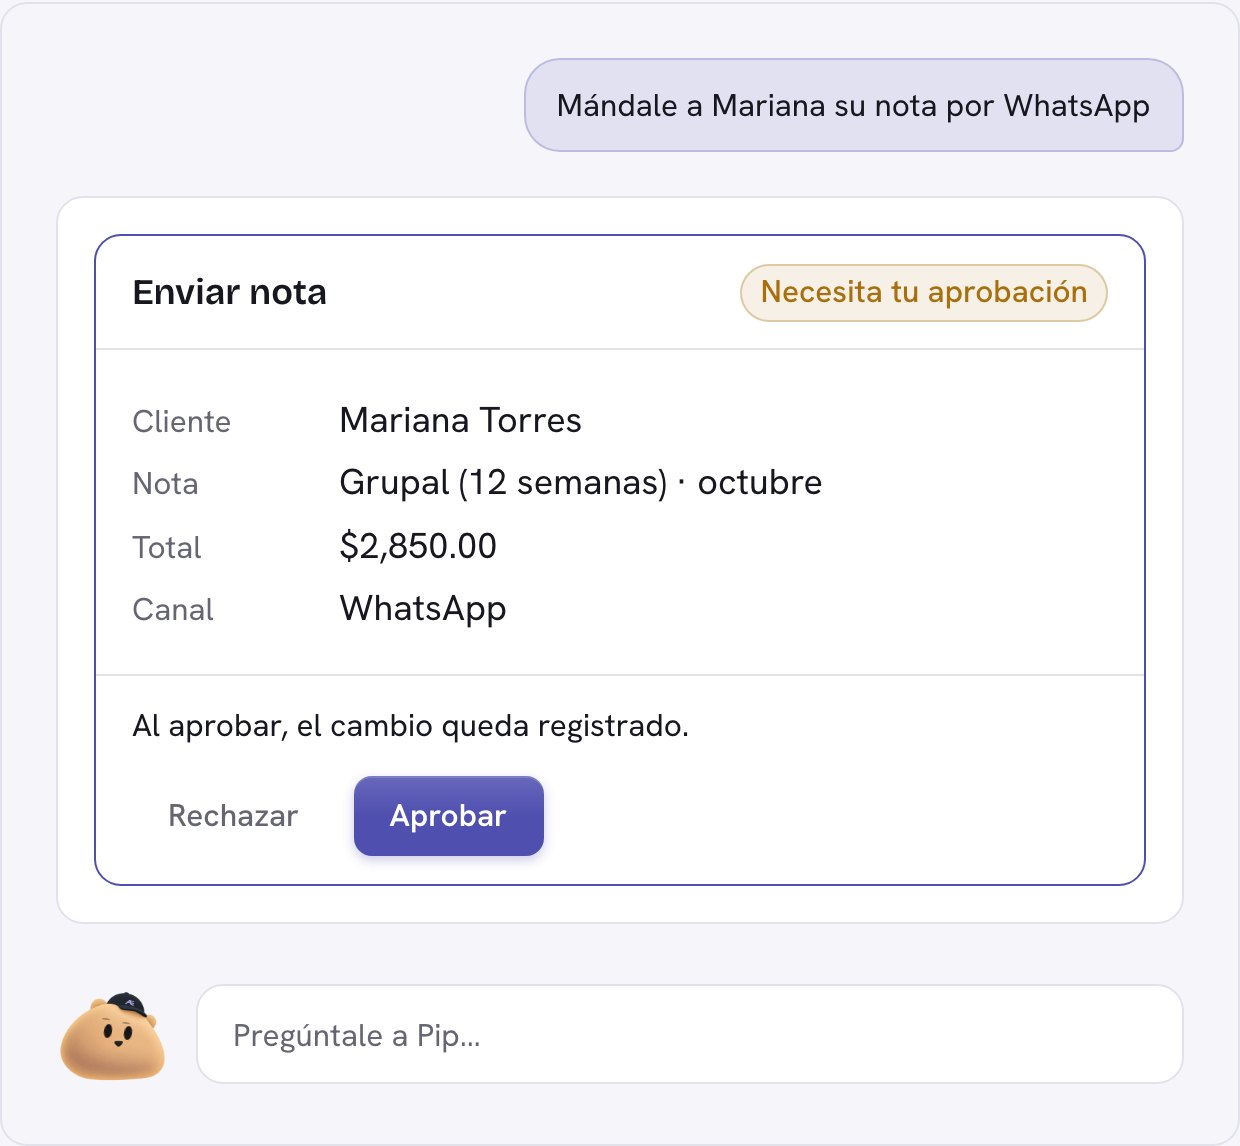 Mándale a Mariana su nota por WhatsApp
Enviar nota
Necesita tu aprobación
Cliente Mariana Torres
Nota Grupal (12 semanas) · octubre
Total $2,850.00
Canal WhatsApp
Al aprobar, el cambio queda registrado.
Rechazar Aprobar
Pregúntale a Pip...